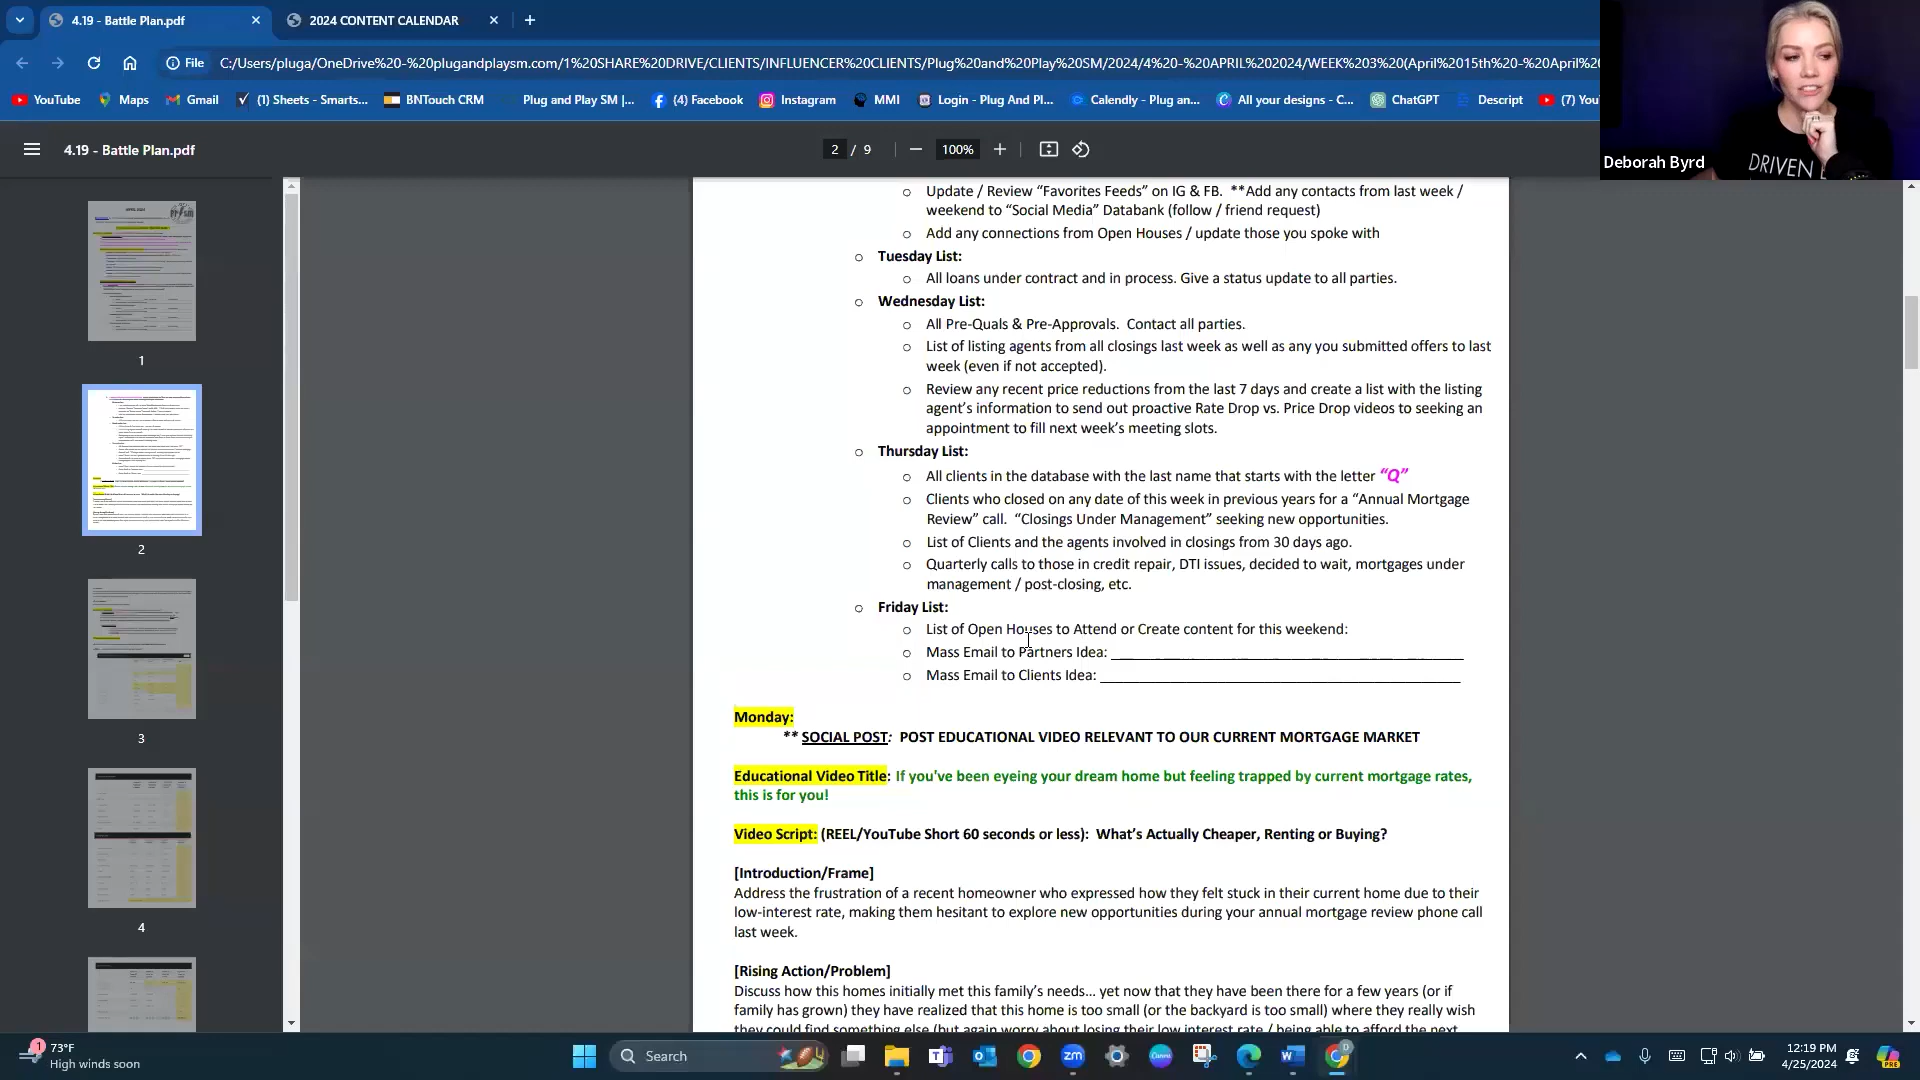 4.19 - Battle Plan.pdf
2024 CONTENT CALENDAR
File
C:/Users/pluga/OneDrive%20-%20plugandplaysm.com/1%20SHARE%20DRIVE/CLIENTS/INFLUENCER%20CLIENTS/Plug%20and%20Play%20SM/2024/4%20-%20APRIL%202024/WEEK%203%20(April%2015th%20-%20April%20
YouTube
Maps
Gmail
(1) Sheets - Smarts...
BNTouch CRM
Plug and Play SM |...
(4) Facebook
Instagram
MMI
Login - Plug And Pl...
Calendly - Plug an...
All your designs - C...
ChatGPT
Descript
(7) You
DRIVEN
Deborah Byrd
4.19 - Battle Plan.pdf
2 / 9
100%
1
2
3
4
o Update / Review “Favorites Feeds” on IG & FB. **Add any contacts from last week /
weekend to “Social Media” Databank (follow / friend request)
o Add any connections from Open Houses / update those you spoke with
o Tuesday List:
o All loans under contract and in process. Give a status update to all parties.
o Wednesday List:
o All Pre-Quals & Pre-Approvals. Contact all parties.
o List of listing agents from all closings last week as well as any you submitted offers to last
week (even if not accepted).
o Review any recent price reductions from the last 7 days and create a list with the listing
agent’s information to send out proactive Rate Drop vs. Price Drop videos to seeking an
appointment to fill next week’s meeting slots.
o Thursday List:
o All clients in the database with the last name that starts with the letter “Q”
o Clients who closed on any date of this week in previous years for a “Annual Mortgage
Review” call. “Closings Under Management” seeking new opportunities.
o List of Clients and the agents involved in closings from 30 days ago.
o Quarterly calls to those in credit repair, DTI issues, decided to wait, mortgages under
management / post-closing, etc.
o Friday List:
o List of Open Houses to Attend or Create content for this weekend:
o Mass Email to Partners Idea: ____________________
o Mass Email to Clients Idea: ____________________
Monday:
** SOCIAL POST: POST EDUCATIONAL VIDEO RELEVANT TO OUR CURRENT MORTGAGE MARKET
Educational Video Title: If you've been eyeing your dream home but feeling trapped by current mortgage rates,
this is for you!
Video Script: (REEL/YouTube Short 60 seconds or less): What’s Actually Cheaper, Renting or Buying?
[Introduction/Frame]
Address the frustration of a recent homeowner who expressed how they felt stuck in their current home due to their
low-interest rate, making them hesitant to explore new opportunities during your annual mortgage review phone call
last week.
[Rising Action/Problem]
Discuss how this homes initially met this family’s needs… yet now that they have been there for a few years (or if
family has grown) they have realized that this home is too small (or the backyard is too small) where they really wish
they could find something else (but again worry about losing their low interest rate / being able to afford the next
1
73°F
High winds soon
Search
12:19 PM
4/25/2024